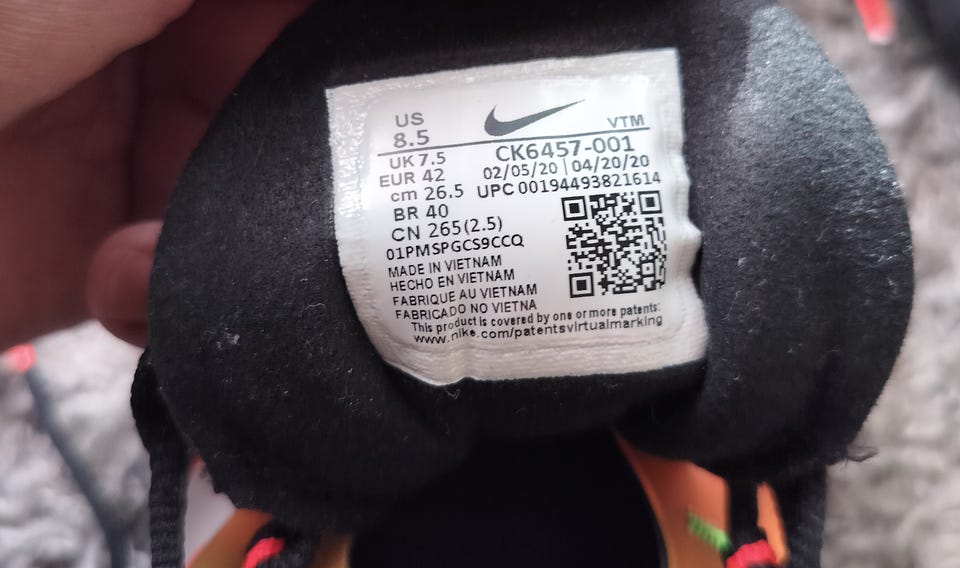 US
8.5
VTM
UK 7.5
CK6457-001
EUR 42
02/05/20 | 04/20/20
cm 26.5
UPC 00194493821614
BR 40
CN 265(2.5)
01PMSPGCS9CCQ
MADE IN VIETNAM
HECHO EN VIETNAM
FABRIQUE AU VIETNAM
FABRICADO NO VIETNA
This product is covered by one or more patents:
www.nike.com/patentsvirtualmarking